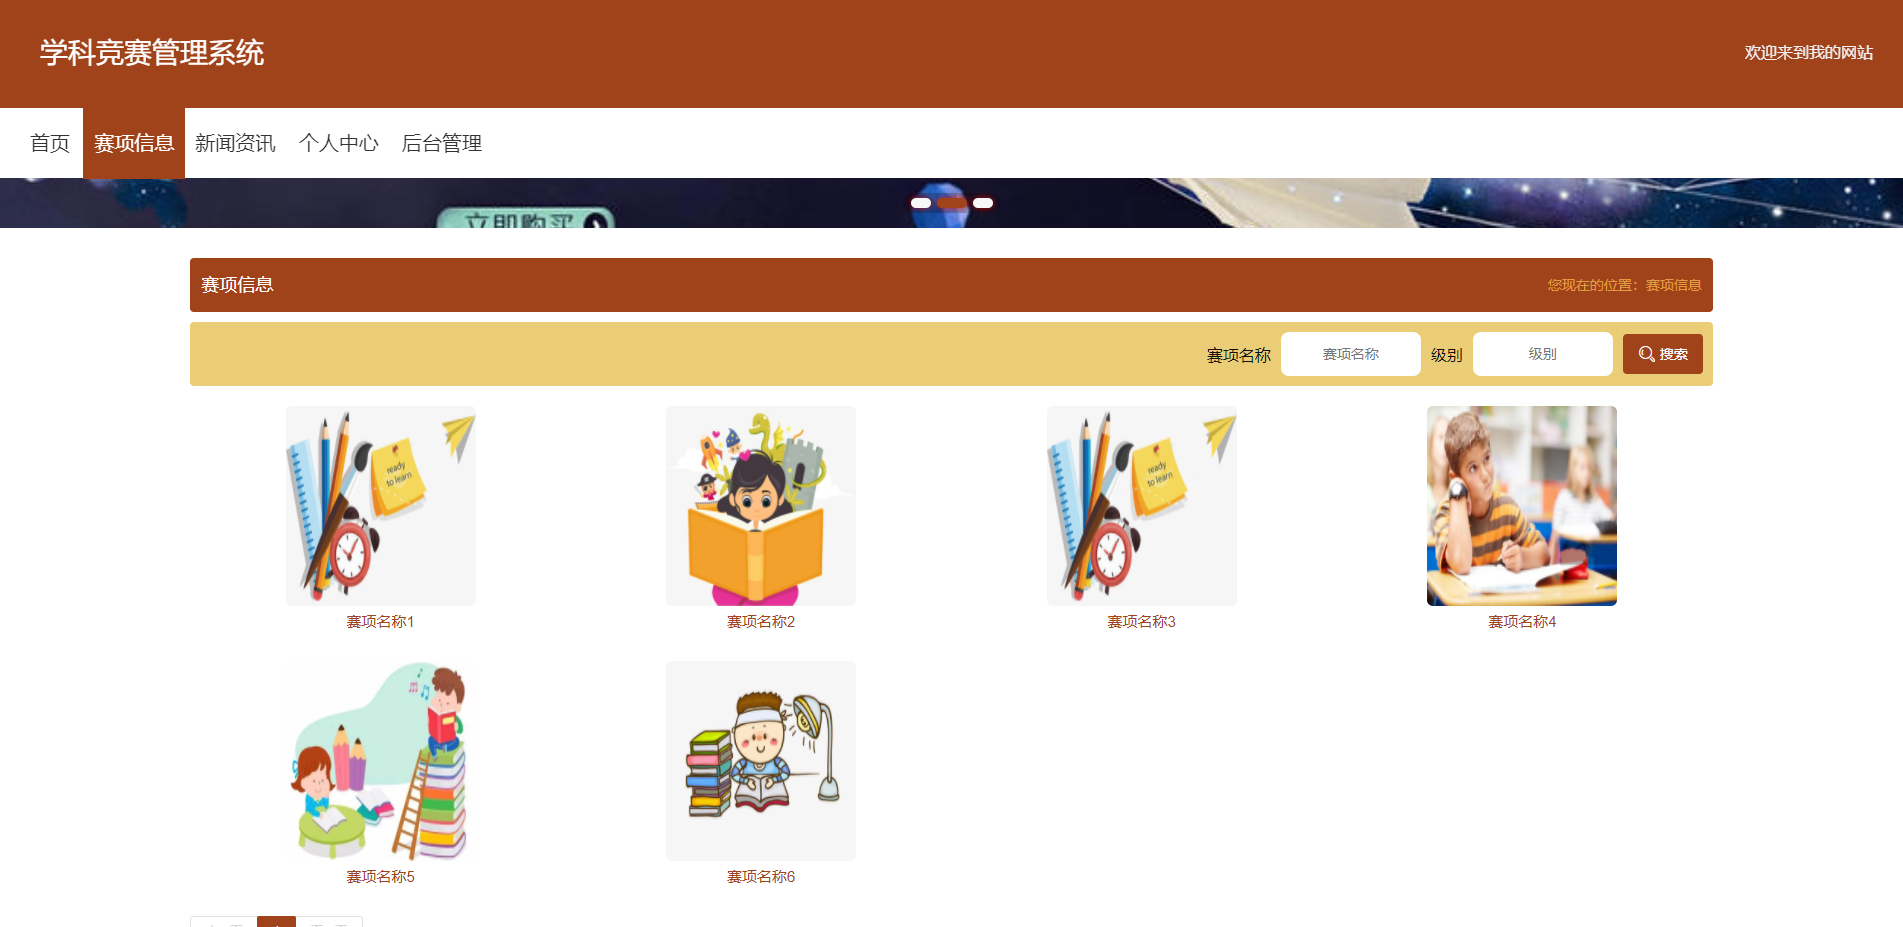 学科竞赛管理系统
欢迎来到我的网站
首页 赛项信息 新闻资讯 个人中心 后台管理
立即购买
赛项信息
您现在的位置：赛项信息
赛项名称 赛项名称 级别 级别 搜索
ready
to learn
ready
to learn
赛项名称1 赛项名称2 赛项名称3 赛项名称4
赛项名称5 赛项名称6